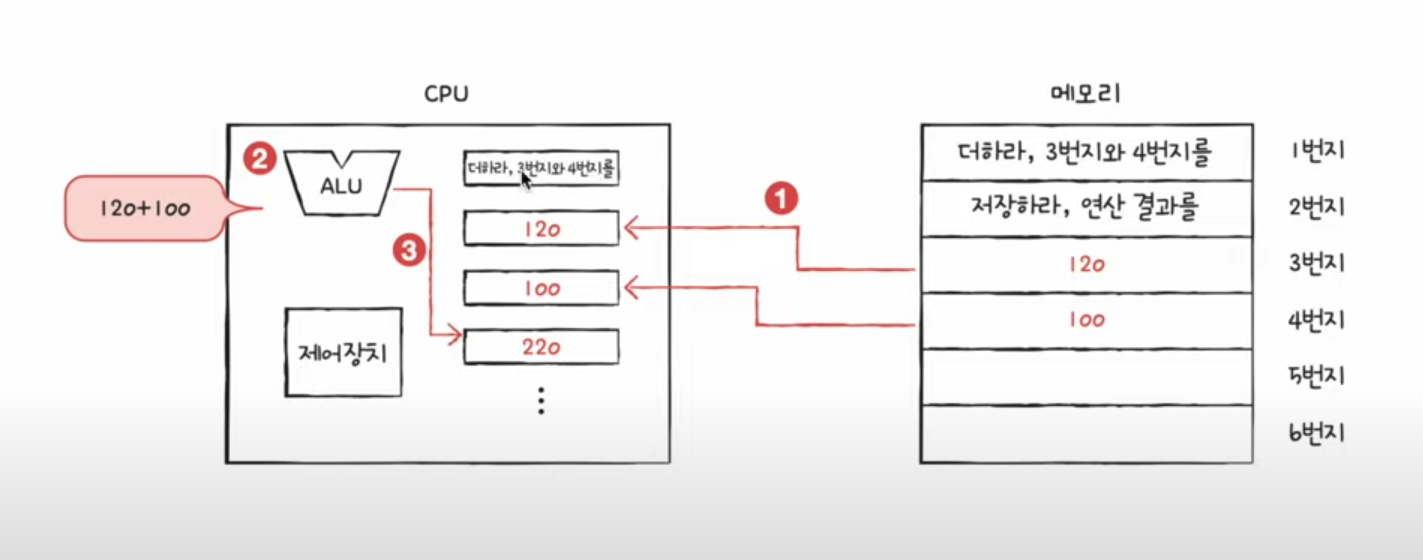 CPU
2
ALU
120+100
3
제어장치
더하라, 3번지와 4번지를
120
100
220
1
메모리
더하라, 3번지와 4번지를
1번지
저장하라, 연산 결과를
2번지
120
3번지
100
4번지
5번지
6번지